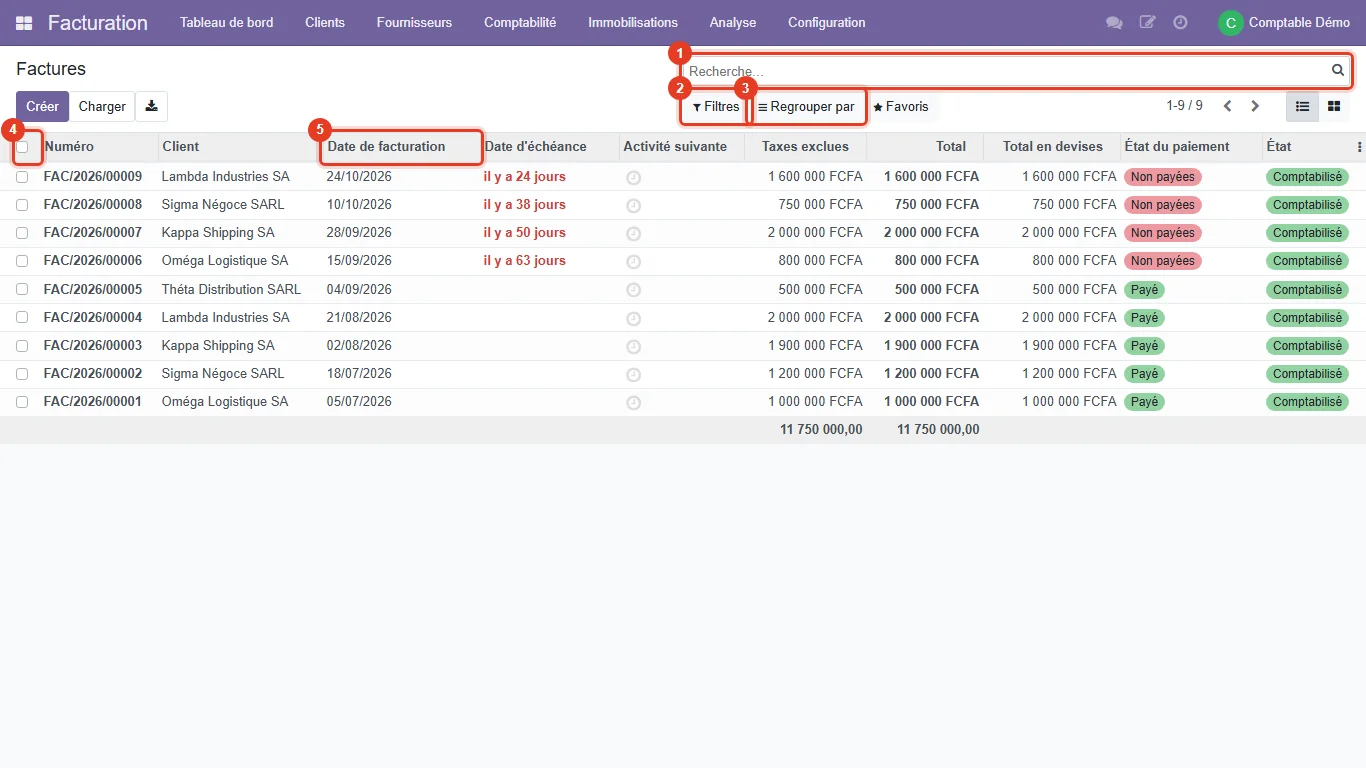 Facturation Tableau de bord Clients Fournisseurs Comptabilité Immobilisations Analyse Configuration C Comptable Démo
Factures
1 Recherche...
Créer Charger 2 Filtres 3 Regrouper par Favoris 1-9 / 9
4 Numéro Client 5 Date de facturation Date d'échéance Activité suivante Taxes exclues Total Total en devises État du paiement État
FAC/2026/00009 Lambda Industries SA 24/10/2026 il y a 24 jours 1 600 000 FCFA 1 600 000 FCFA 1 600 000 FCFA Non payées Comptabilisé
FAC/2026/00008 Sigma Négoce SARL 10/10/2026 il y a 38 jours 750 000 FCFA 750 000 FCFA 750 000 FCFA Non payées Comptabilisé
FAC/2026/00007 Kappa Shipping SA 28/09/2026 il y a 50 jours 2 000 000 FCFA 2 000 000 FCFA 2 000 000 FCFA Non payées Comptabilisé
FAC/2026/00006 Oméga Logistique SA 15/09/2026 il y a 63 jours 800 000 FCFA 800 000 FCFA 800 000 FCFA Non payées Comptabilisé
FAC/2026/00005 Théta Distribution SARL 04/09/2026 500 000 FCFA 500 000 FCFA 500 000 FCFA Payé Comptabilisé
FAC/2026/00004 Lambda Industries SA 21/08/2026 2 000 000 FCFA 2 000 000 FCFA 2 000 000 FCFA Payé Comptabilisé
FAC/2026/00003 Kappa Shipping SA 02/08/2026 1 900 000 FCFA 1 900 000 FCFA 1 900 000 FCFA Payé Comptabilisé
FAC/2026/00002 Sigma Négoce SARL 18/07/2026 1 200 000 FCFA 1 200 000 FCFA 1 200 000 FCFA Payé Comptabilisé
FAC/2026/00001 Oméga Logistique SA 05/07/2026 1 000 000 FCFA 1 000 000 FCFA 1 000 000 FCFA Payé Comptabilisé
11 750 000,00 11 750 000,00